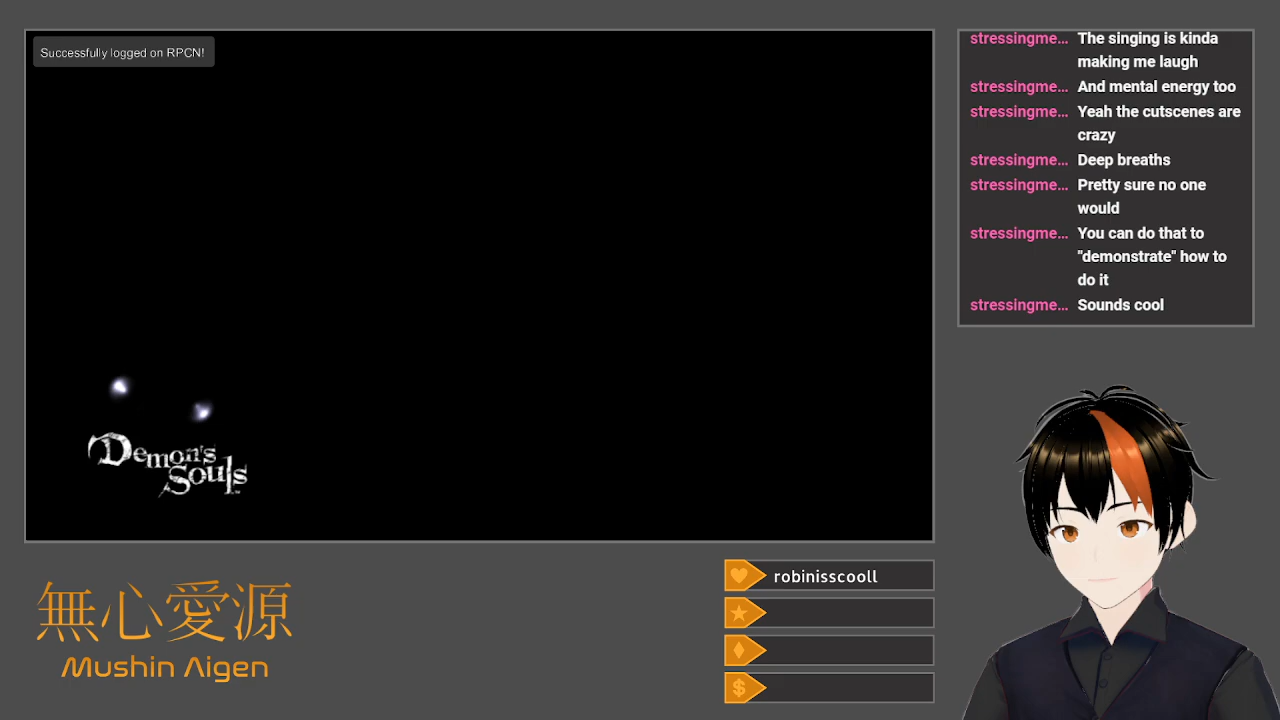 Successfully logged on RPCN!
Demon's
Souls
stressingme... The singing is kinda
making me laugh
stressingme... And mental energy too
stressingme... Yeah the cutscenes are
crazy
stressingme... Deep breaths
stressingme... Pretty sure no one
would
stressingme... You can do that to
"demonstrate" how to
do it
stressingme... Sounds cool
無心愛源
Mushin Aigen
robinisscooll
$